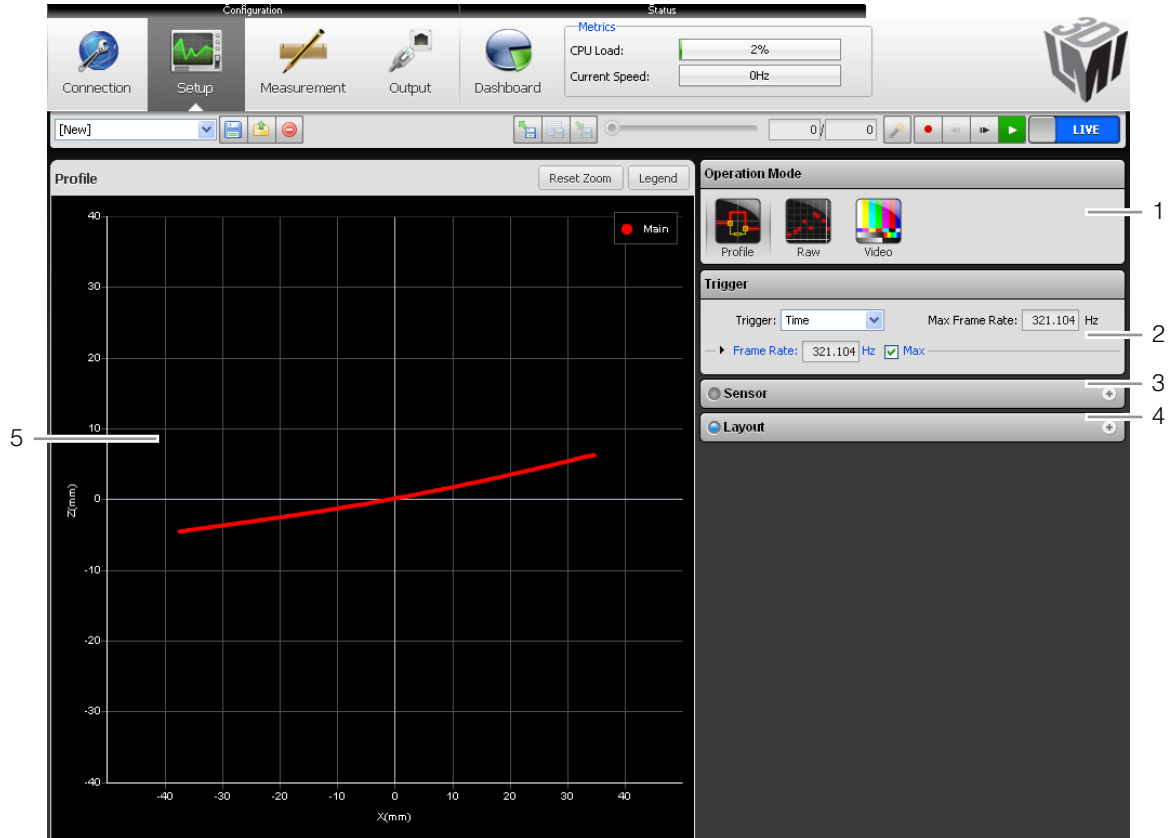 Configuration
Status
Connection
Setup
Measurement
Output
Dashboard
Metrics
CPU Load: 2%
Current Speed: 0Hz
3D
LMI
[New]
0/ 0
LIVE
Profile
Reset Zoom
Legend
Operation Mode
1
Profile
Raw
Video
Trigger
Trigger: Time
Max Frame Rate: 321.104 Hz
2
Frame Rate: 321.104 Hz Max
Sensor
3
Layout
4
5
Main
40
30
20
10
0
-10
-20
-30
-40
Z(mm)
-40 -30 -20 -10 0 10 20 30 40
X(mm)